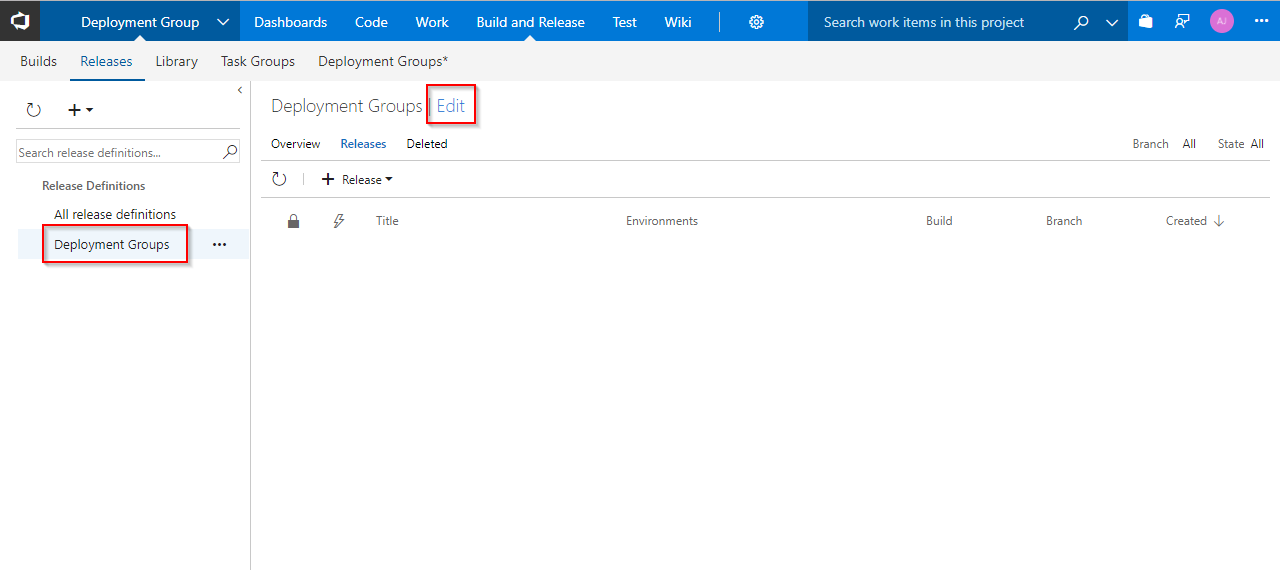 Deployment Group Dashboards Code Work Build and Release Test Wiki Search work items in this project AJ
Builds Releases Library Task Groups Deployment Groups*
Deployment Groups | Edit
Overview Releases Deleted Branch All State All
Search release definitions...
Release
Release Definitions
All release definitions
Deployment Groups
Title Environments Build Branch Created